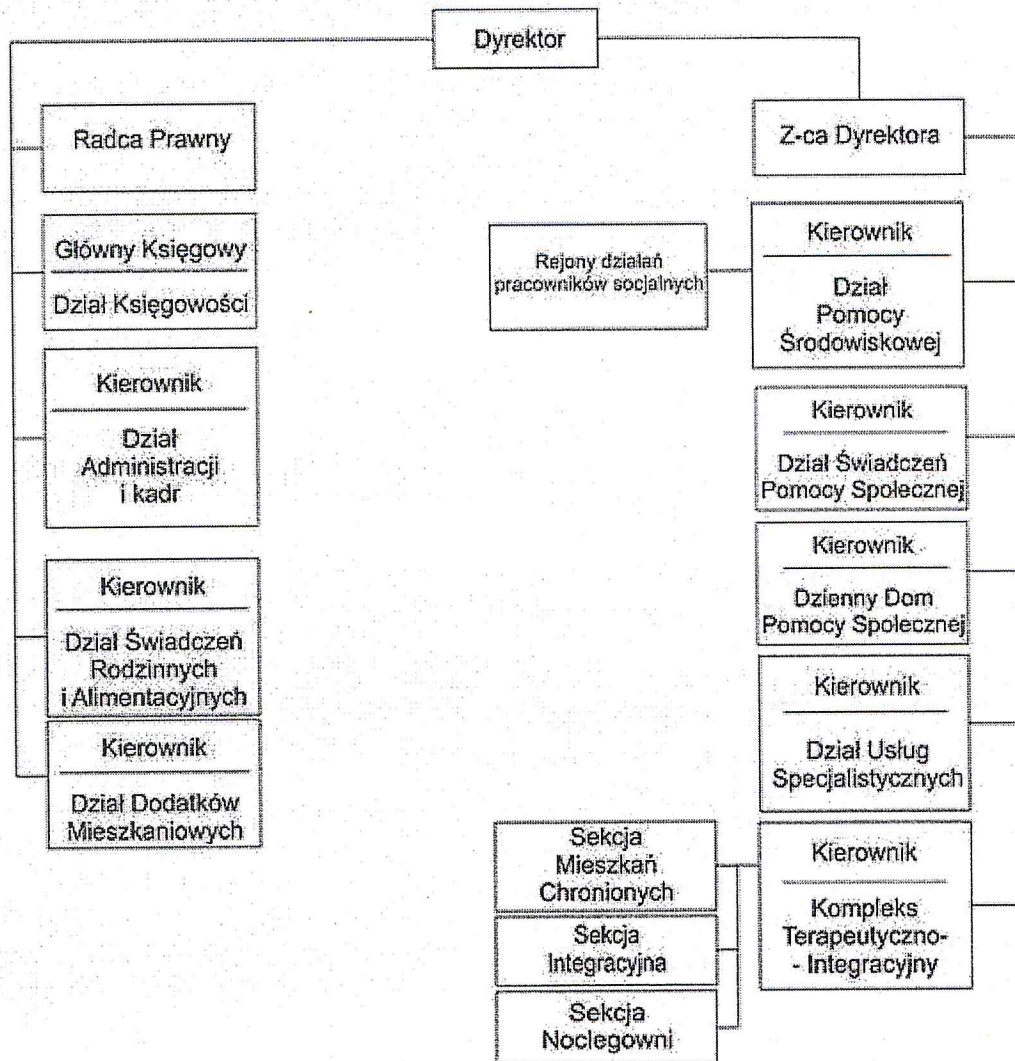 Dyrektor
Radca Prawny
Główny Księgowy
Dział Księgowości
Kierownik
Dział
Administracji
i kadr
Kierownik
Dział Świadczeń
Rodzinnych
i Alimentacyjnych
Kierownik
Dział Dodatków
Mieszkaniowych
Z-ca Dyrektora
Kierownik
Dział
Pomocy
Środowiskowej
Rejony działań
pracowników socjalnych
Kierownik
Dział Świadczeń
Pomocy Społecznej
Kierownik
Dzienny Dom
Pomocy Społecznej
Kierownik
Dział Usług
Specjalistycznych
Kierownik
Kompleks
Terapeutyczno-
- Integracyjny
Sekcja
Mieszkań
Chronionych
Sekcja
Integracyjna
Sekcja
Noclegowni